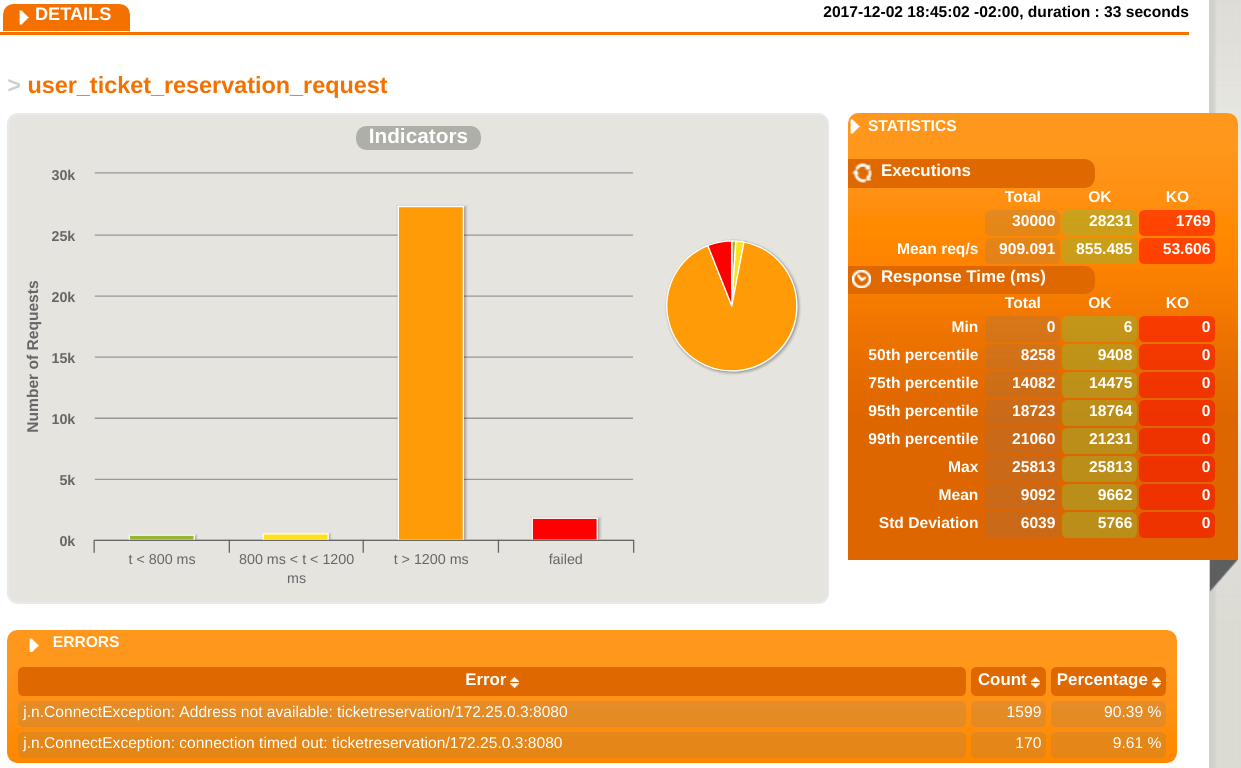 DETAILS
2017-12-02 18:45:02 -02:00, duration : 33 seconds
> user_ticket_reservation_request
Indicators
30k
25k
20k
15k
10k
5k
0k
Number of Requests
t < 800 ms
800 ms < t < 1200
ms
t > 1200 ms
failed
STATISTICS
Executions
Total OK KO
30000 28231 1769
Mean req/s 909.091 855.485 53.606
Response Time (ms)
Total OK KO
Min 0 6 0
50th percentile 8258 9408 0
75th percentile 14082 14475 0
95th percentile 18723 18764 0
99th percentile 21060 21231 0
Max 25813 25813 0
Mean 9092 9662 0
Std Deviation 6039 5766 0
ERRORS
Error Count Percentage
j.n.ConnectException: Address not available: ticketreservation/172.25.0.3:8080 1599 90.39 %
j.n.ConnectException: connection timed out: ticketreservation/172.25.0.3:8080 170 9.61 %